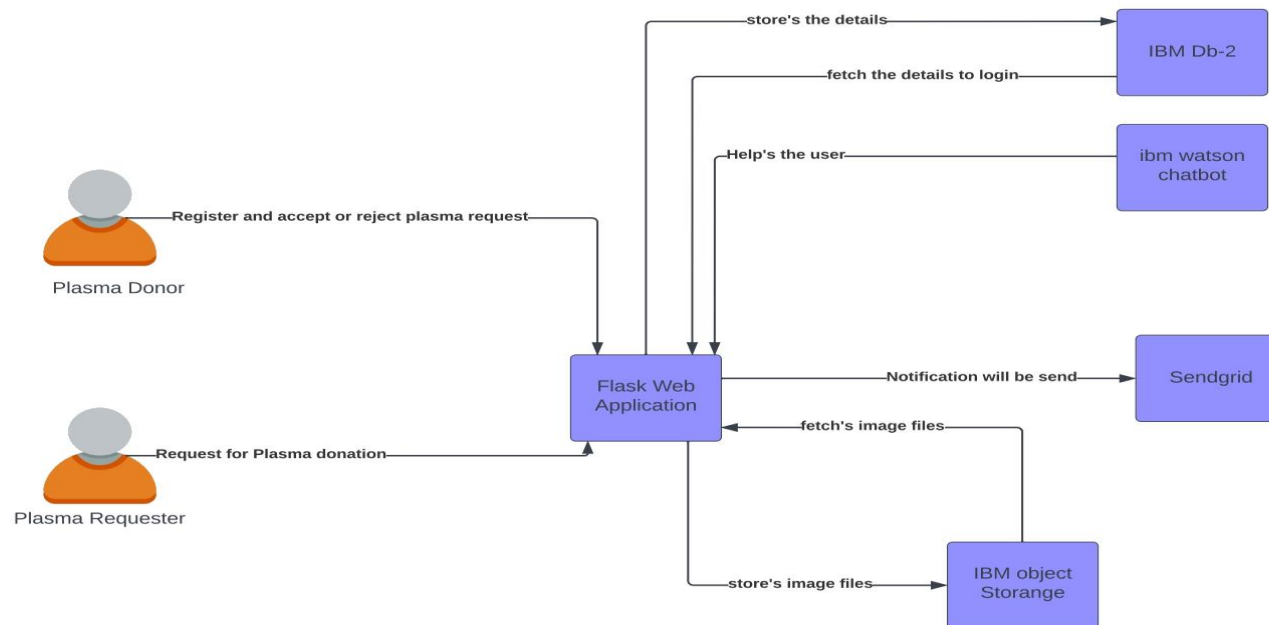 store's the details
IBM Db-2
fetch the details to login
Help's the user
ibm watson
chatbot
Register and accept or reject plasma request
Plasma Donor
Flask Web
Application
Notification will be send
Sendgrid
fetch's image files
Request for Plasma donation
Plasma Requester
store's image files
IBM object
Storange